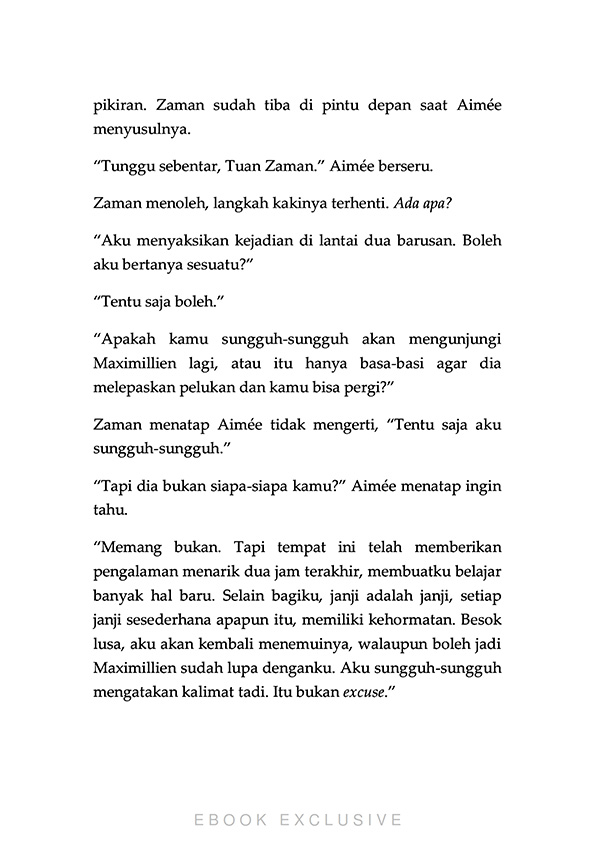 pikiran. Zaman sudah tiba di pintu depan saat Aimée
menyusulnya.
“Tunggu sebentar, Tuan Zaman.” Aimée berseru.
Zaman menoleh, langkah kakinya terhenti. Ada apa?
“Aku menyaksikan kejadian di lantai dua barusan. Boleh
aku bertanya sesuatu?”
“Tentu saja boleh.”
“Apakah kamu sungguh-sungguh akan mengunjungi
Maximillien lagi, atau itu hanya basa-basi agar dia
melepaskan pelukan dan kamu bisa pergi?”
Zaman menatap Aimée tidak mengerti, “Tentu saja aku
sungguh-sungguh.”
“Tapi dia bukan siapa-siapa kamu?” Aimée menatap ingin
tahu.
“Memang bukan. Tapi tempat ini telah memberikan
pengalaman menarik dua jam terakhir, membuatku belajar
banyak hal baru. Selain bagiku, janji adalah janji, setiap
janji sesederhana apapun itu, memiliki kehormatan. Besok
lusa, aku akan kembali menemuinya, walaupun boleh jadi
Maximillien sudah lupa denganku. Aku sungguh-sungguh
mengatakan kalimat tadi. Itu bukan excuse.”
EBOOK EXCLUSIVE